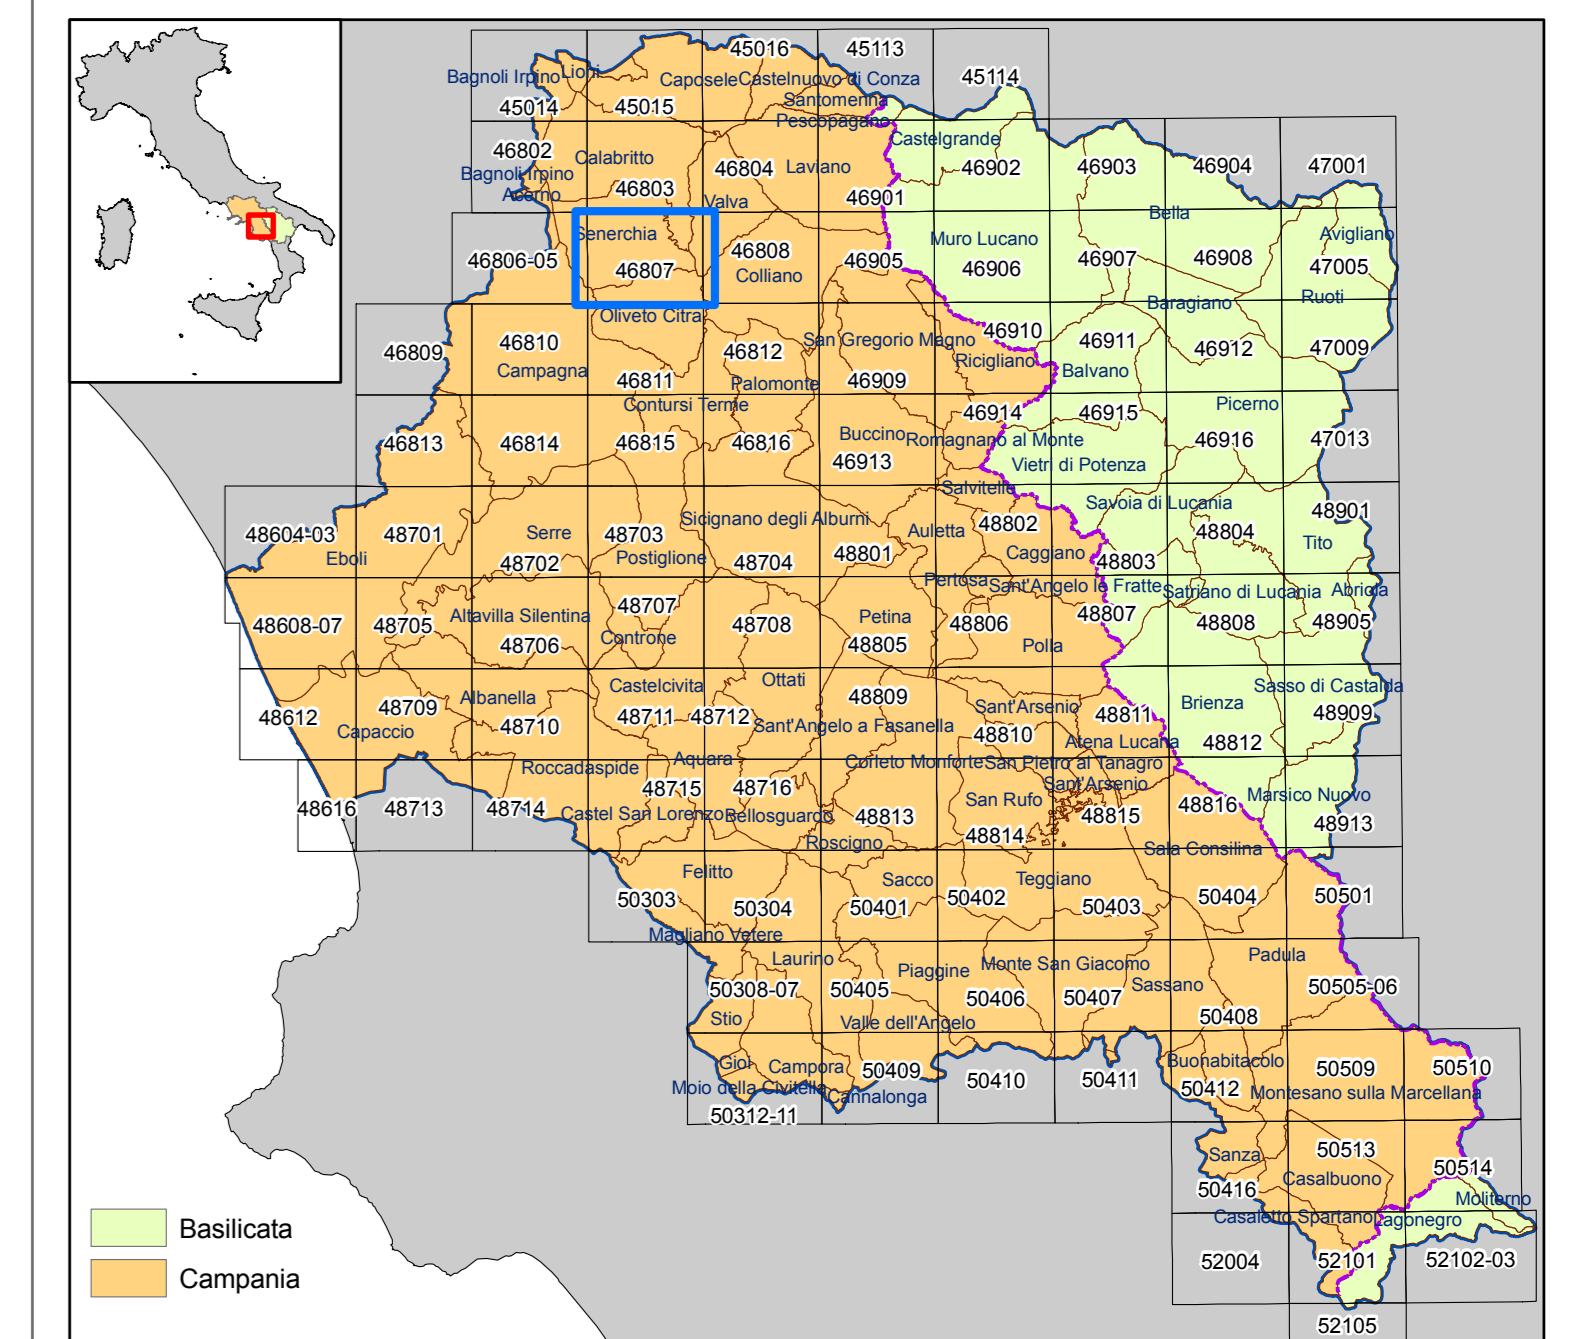 45016
45113
45114
Bagnoli Irpino
Lioni
Caposele
Castelnuovo di Conza
45014
45015
Santomenna
Pescopagano
Castelgrande
46802
Calabritto
46804
Laviano
46902
46903
46904
47001
Bagnoli Irpino
Acerno
46803
Valva
46901
Bella
Senerchia
Muro Lucano
Avigliano
46806-05
46807
46808
Colliano
46905
46906
46907
46908
47005
Oliveto Citra
Baragiano
Ruoti
46809
46810
Campagna
46812
San Gregorio Magno
46910
Ricigliano
46911
46912
47009
46811
Palomonte
46909
Balvano
Contursi Terme
46914
46915
Picerno
46813
46814
46815
46816
Buccino
Romagnano al Monte
46916
47013
46913
Vietri di Potenza
Salvitelle
Savoia di Lucania
48604-03
Eboli
48701
Serre
48702
48703
Postiglione
Sicignano degli Alburni
48704
48801
Auletta
48802
Caggiano
48803
48804
48901
Tito
Pertosa
Sant'Angelo le Fratte
Satriano di Lucania
Abriola
48608-07
48705
Altavilla Silentina
48706
48707
Controne
48708
Petina
48805
48806
Polla
48807
48808
48905
48612
48709
Capaccio
Albanella
48710
Castelcivita
48711
48712
Ottati
Sant'Angelo a Fasanella
48809
Sant'Arsenio
48810
48811
Atena Lucana
Brienza
48812
Sasso di Castalda
48909
Roccadaspide
Aquara
Corleto Monforte
San Pietro al Tanagro
Sant'Arsenio
48616
48713
48714
Castel San Lorenzo
48715
48716
Bellosguardo
48813
Roscigno
San Rufo
48814
48815
48816
Marsico Nuovo
48913
Sala Consilina
Felitto
50303
50304
Sacco
50401
50402
Teggiano
50403
50404
50501
Magliano Vetere
Laurino
50308-07
Stio
50405
Piaggine
Monte San Giacomo
50406
50407
Sassano
Padula
50505-06
Valle dell'Angelo
50408
Gioi
Campora
Moio della Civitella
50409
Cannalonga
50410
50411
Buonabitacolo
50412
50509
50510
Montesano sulla Marcellana
50312-11
Sanza
50416
50513
Casalbuono
50514
Moliterno
Casaletto Spartano
Lagonegro
52004
52101
52102-03
52105
Basilicata
Campania